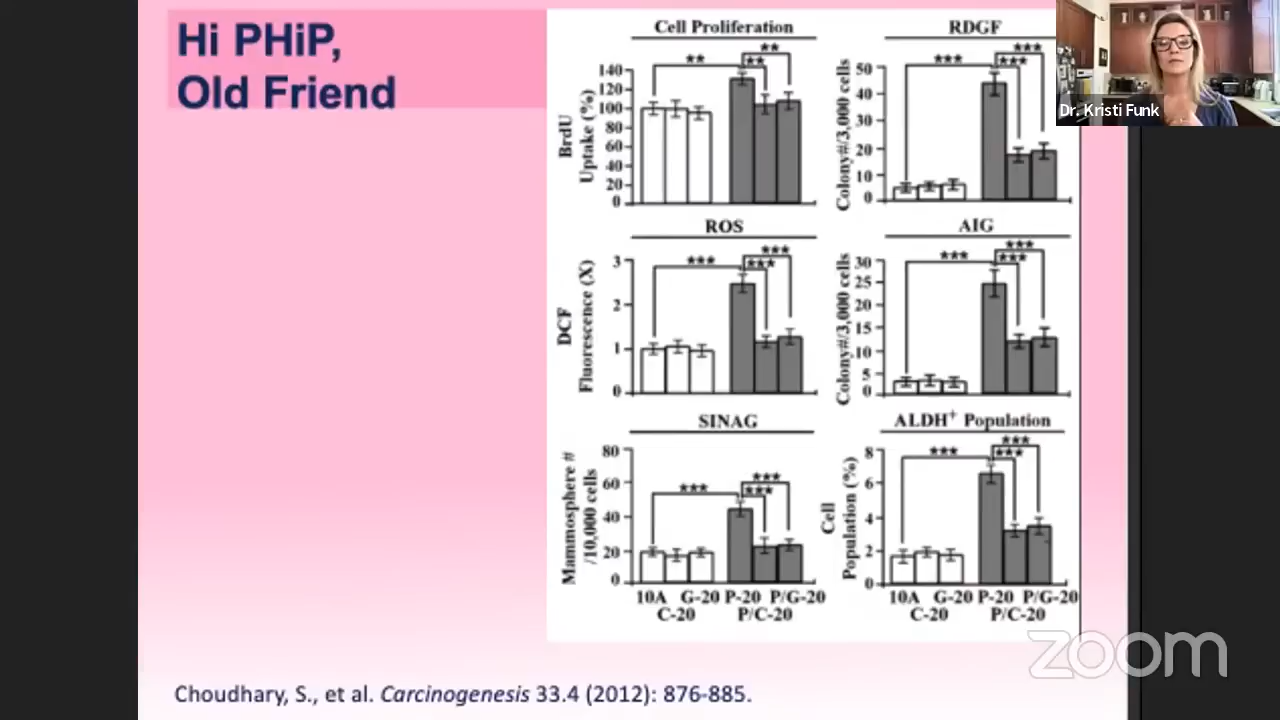 Hi PHiP,
Old Friend
Cell Proliferation
**
**
**
BrdU
Uptake (%)
140
120
100
80
60
40
20
0
RDGF
***
***
***
Colony#/3,000 cells
50
40
30
20
10
0
ROS
***
***
***
DCF
Fluorescence (X)
3
2
1
0
AIG
***
***
***
Colony#/3,000 cells
30
25
20
15
10
5
0
SINAG
***
***
***
Mammosphere #
/10,000 cells
80
60
40
20
0
10A G-20 P-20 P/G-20
C-20 P/C-20
ALDH+ Population
***
***
***
Cell
Population (%)
8
6
4
2
0
10A G-20 P-20 P/G-20
C-20 P/C-20
Dr. Kristi Funk
zoom
Choudhary, S., et al. Carcinogenesis 33.4 (2012): 876-885.